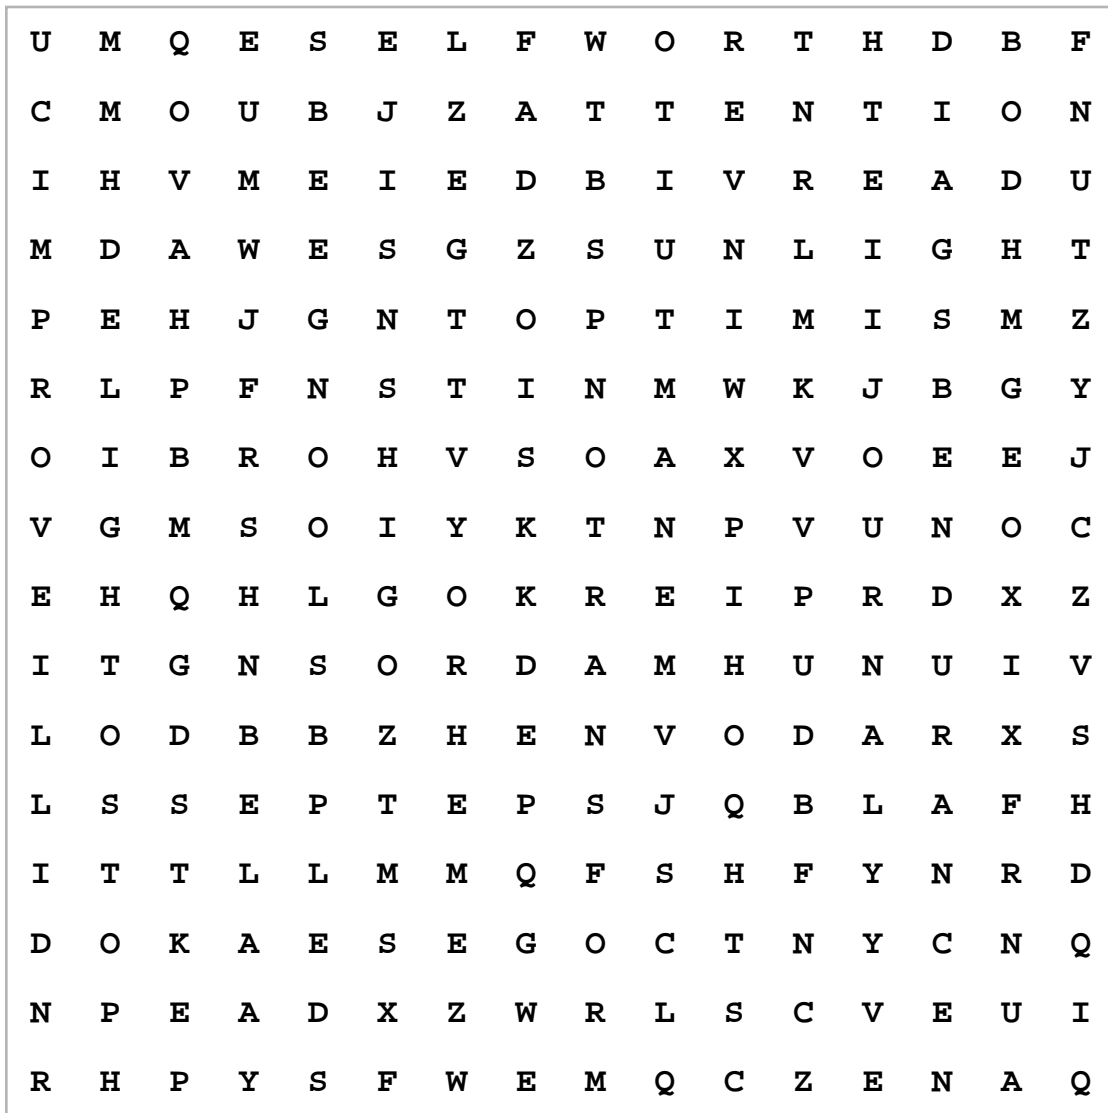 U M Q E S E L F W O R T H D B F
C M O U B J Z A T T E N T I O N
I H V M E I E D B I V R E A D U
M D A W E S G Z S U N L I G H T
P E H J G N T O P T I M I S M Z
R L P F N S T I N M W K J B G Y
O I B R O H V S O A X V O E E J
V G M S O I Y K T N P V U N O C
E H Q H L G O K R E I P R D X Z
I T G N S O R D A M H U N U I V
L O D B B Z H E N V O D A R X S
L S S E P T E P S J Q B L A F H
I T T L L M M Q F S H F Y N R D
D O K A E S E G O C T N Y C N Q
N P E A D X Z W R L S C V E U I
R H P Y S F W E M Q C Z E N A Q